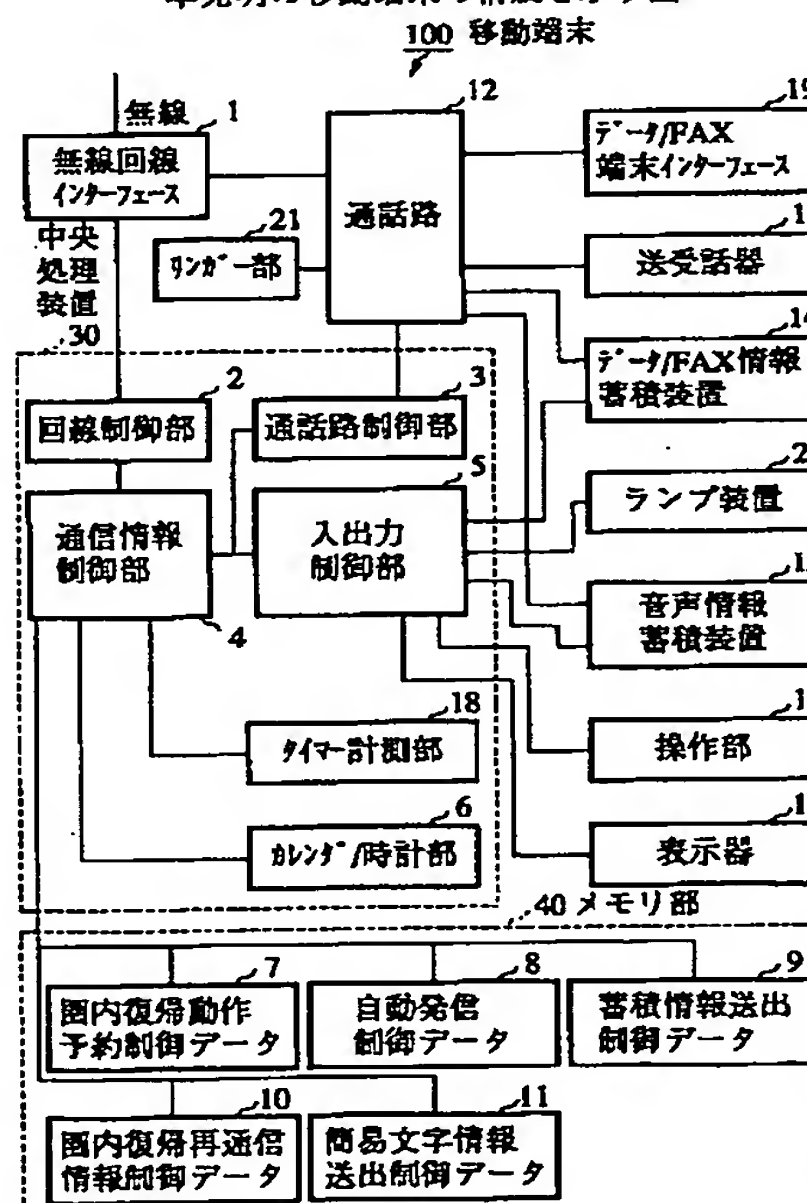 100 移動端末
無線
1
12
19
無線回線
インターフェース
通話路
データ/FAX
端末インターフェース
中央
処理
装置
30
21
リンガー部
送受話器
14
データ/FAX情報
蓄積装置
2
3
回線制御部
通話路制御部
5
ランプ装置
通信情報
制御部
入出力
制御部
4
音声情報
蓄積装置
18
タイマー計測部
操作部
6
カレンダ/時計部
表示器
40 メモリ部
7
8
9
圏内復帰動作
予約制御データ
自動発信
制御データ
蓄積情報送出
制御データ
10
11
圏内復帰再通信
情報制御データ
簡易文字情報
送出制御データ